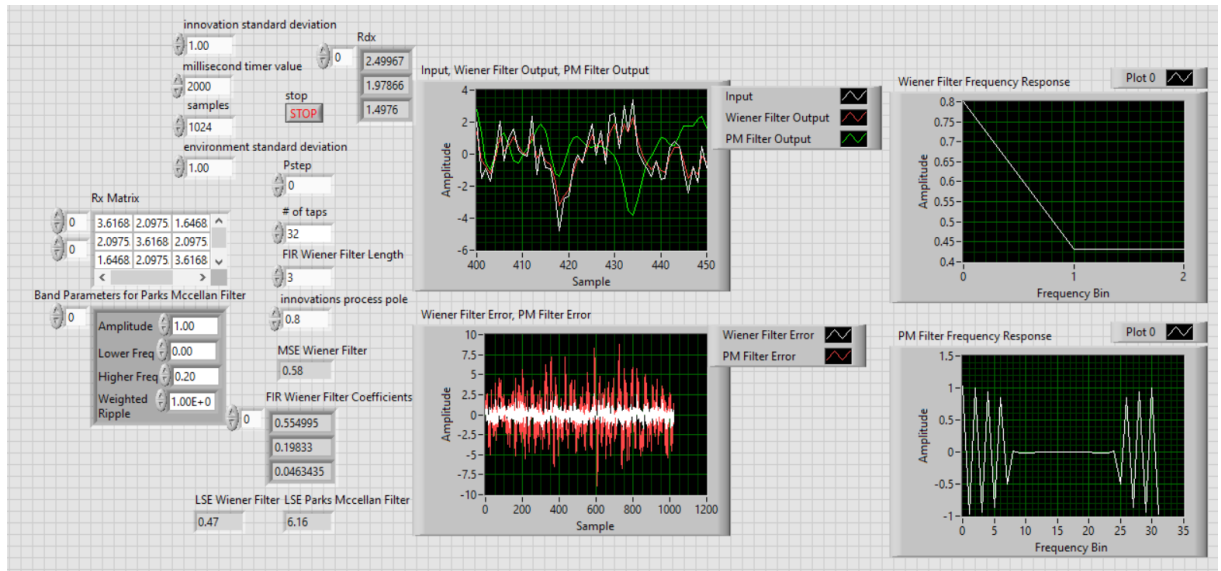 innovation standard deviation
1.00
millisecond timer value
2000
samples
1024
environment standard deviation
1.00
stop
STOP
Rdx
0
2.49967
1.97866
1.4976
Pstep
0
# of taps
32
FIR Wiener Filter Length
3
innovations process pole
0.8
Rx Matrix
0
0
3.6168 2.0975 1.6468
2.0975 3.6168 2.0975
1.6468 2.0975 3.6168
Band Parameters for Parks Mccellan Filter
0
Amplitude 1.00
Lower Freq 0.00
Higher Freq 0.20
Weighted Ripple 1.00E+0
MSE Wiener Filter
0.58
FIR Wiener Filter Coefficients
0
0.554995
0.19833
0.0463435
LSE Wiener Filter LSE Parks Mccellan Filter
0.47 6.16
Input, Wiener Filter Output, PM Filter Output
Input
Wiener Filter Output
PM Filter Output
Amplitude
4
2
0
-2
-4
-6
400 410 420 430 440 450
Sample
Wiener Filter Error, PM Filter Error
Wiener Filter Error
PM Filter Error
Amplitude
10
7.5
5
2.5
0
-2.5
-5
-7.5
-10
0 200 400 600 800 1000 1200
Sample
Wiener Filter Frequency Response
Plot 0
Amplitude
0.8
0.75
0.7
0.65
0.6
0.55
0.5
0.45
0.4
0 1 2
Frequency Bin
PM Filter Frequency Response
Plot 0
Amplitude
1.5
1
0.5
0
-0.5
-1
0 5 10 15 20 25 30 35
Frequency Bin